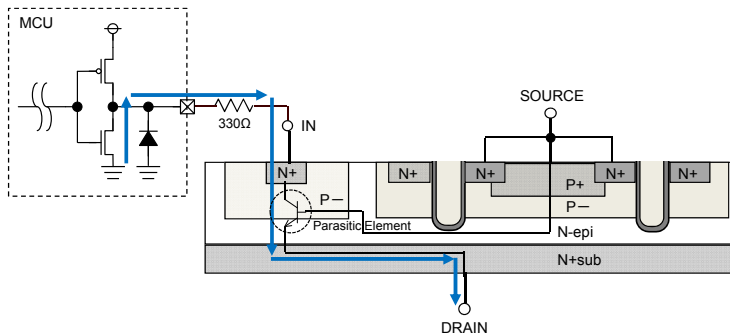 MCU
330Ω
IN
SOURCE
N+
N+
N+
N+
N+
P+
P−
P−
Parasitic Element
N-epi
N+sub
DRAIN